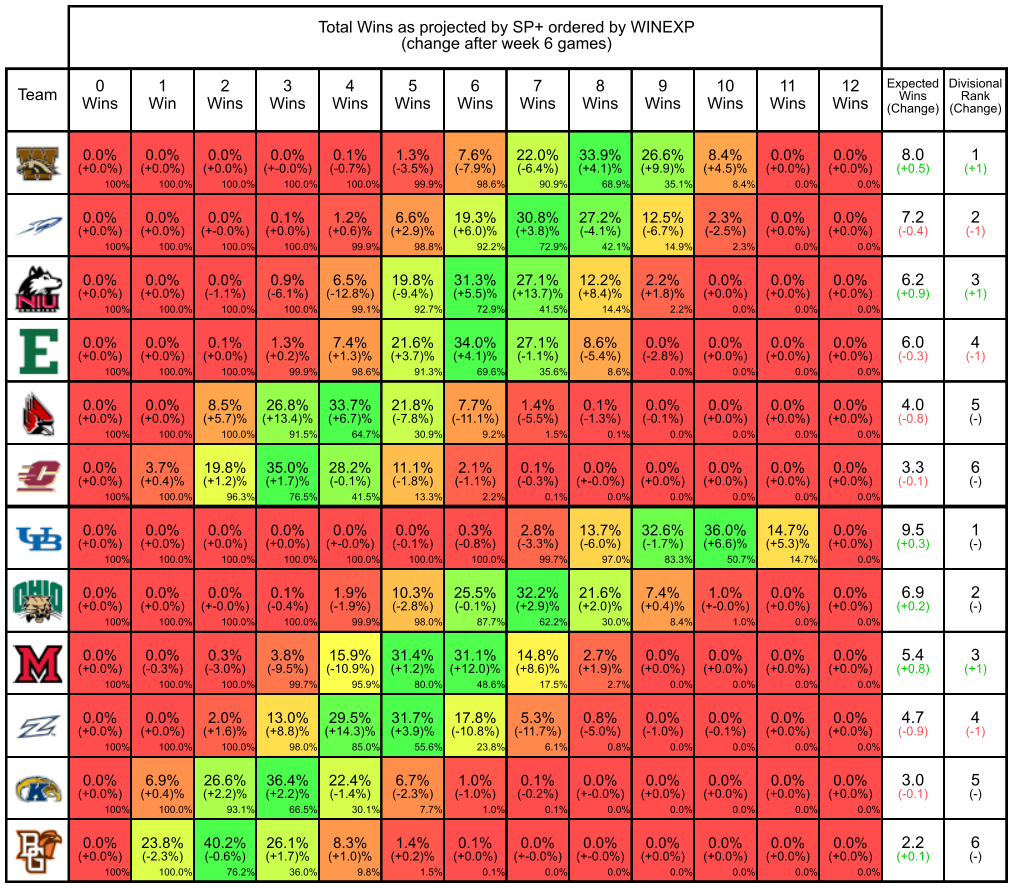 Total Wins as projected by SP+ ordered by WINEXP
(change after week 6 games)
Team 0 Wins 1 Win 2 Wins 3 Wins 4 Wins 5 Wins 6 Wins 7 Wins 8 Wins 9 Wins 10 Wins 11 Wins 12 Wins Expected Wins (Change) Divisional Rank (Change)
W
0.0% 0.0% 0.0% 0.0% 0.1% 1.3% 7.6% 22.0% 33.9% 26.6% 8.4% 0.0% 0.0% 8.0 1
(+0.0%) (+0.0%) (+0.0%) (+-0.0%) (-0.7%) (-3.5%) (-7.9%) (-6.4%) (+4.1)% (+9.9)% (+4.5)% (+0.0%) (+0.0%) (+0.5) (+1)
100% 100.0% 100.0% 100.0% 100.0% 99.9% 98.6% 90.9% 68.9% 35.1% 8.4% 0.0% 0.0%
0.0% 0.0% 0.0% 0.1% 1.2% 6.6% 19.3% 30.8% 27.2% 12.5% 2.3% 0.0% 0.0% 7.2 2
(+0.0%) (+0.0%) (+-0.0%) (+0.0%) (+0.6)% (+2.9)% (+6.0)% (+3.8)% (-4.1%) (-6.7%) (-2.5%) (+0.0%) (+0.0%) (-0.4) (-1)
100% 100.0% 100.0% 100.0% 99.9% 98.8% 92.2% 72.9% 42.1% 14.9% 2.3% 0.0% 0.0%
NIU
0.0% 0.0% 0.0% 0.9% 6.5% 19.8% 31.3% 27.1% 12.2% 2.2% 0.0% 0.0% 0.0% 6.2 3
(+0.0%) (+0.0%) (-1.1%) (-6.1%) (-12.8%) (-9.4%) (+5.5)% (+13.7)% (+8.4)% (+1.8)% (+0.0%) (+0.0%) (+0.0%) (+0.9) (+1)
100% 100.0% 100.0% 100.0% 99.1% 92.7% 72.9% 41.5% 14.4% 2.2% 0.0% 0.0% 0.0%
E
0.0% 0.0% 0.1% 1.3% 7.4% 21.6% 34.0% 27.1% 8.6% 0.0% 0.0% 0.0% 0.0% 6.0 4
(+0.0%) (+0.0%) (+0.0%) (+0.2)% (+1.3)% (+3.7)% (+4.1)% (-1.1%) (-5.4%) (-2.8%) (+0.0%) (+0.0%) (+0.0%) (-0.3) (-1)
100% 100.0% 100.0% 99.9% 98.6% 91.3% 69.6% 35.6% 8.6% 0.0% 0.0% 0.0% 0.0%
0.0% 0.0% 8.5% 26.8% 33.7% 21.8% 7.7% 1.4% 0.1% 0.0% 0.0% 0.0% 0.0% 4.0 5
(+0.0%) (+0.0%) (+5.7)% (+13.4)% (+6.7)% (-7.8%) (-11.1%) (-5.5%) (-1.3%) (-0.1%) (+0.0%) (+0.0%) (+0.0%) (-0.8) (-)
100% 100.0% 100.0% 91.5% 64.7% 30.9% 9.2% 1.5% 0.1% 0.0% 0.0% 0.0% 0.0%
C
0.0% 3.7% 19.8% 35.0% 28.2% 11.1% 2.1% 0.1% 0.0% 0.0% 0.0% 0.0% 0.0% 3.3 6
(+0.0%) (+0.4)% (+1.2)% (+1.7)% (-0.1%) (-1.8%) (-1.1%) (-0.3%) (+-0.0%) (+0.0%) (+0.0%) (+0.0%) (+0.0%) (-0.1) (-)
100% 100.0% 96.3% 76.5% 41.5% 13.3% 2.2% 0.1% 0.0% 0.0% 0.0% 0.0% 0.0%
UB
0.0% 0.0% 0.0% 0.0% 0.0% 0.0% 0.3% 2.8% 13.7% 32.6% 36.0% 14.7% 0.0% 9.5 1
(+0.0%) (+0.0%) (+0.0%) (+0.0%) (+-0.0%) (-0.1%) (-0.8%) (-3.3%) (-6.0%) (-1.7%) (+6.6)% (+5.3)% (+0.0%) (+0.3) (-)
100% 100.0% 100.0% 100.0% 100.0% 100.0% 100.0% 99.7% 97.0% 83.3% 50.7% 14.7% 0.0%
OHIO
0.0% 0.0% 0.0% 0.1% 1.9% 10.3% 25.5% 32.2% 21.6% 7.4% 1.0% 0.0% 0.0% 6.9 2
(+0.0%) (+0.0%) (+-0.0%) (-0.4%) (-1.9%) (-2.8%) (-0.1%) (+2.9)% (+2.0)% (+0.4)% (+-0.0%) (+0.0%) (+0.0%) (+0.2) (-)
100% 100.0% 100.0% 100.0% 99.9% 98.0% 87.7% 62.2% 30.0% 8.4% 1.0% 0.0% 0.0%
M
0.0% 0.0% 0.3% 3.8% 15.9% 31.4% 31.1% 14.8% 2.7% 0.0% 0.0% 0.0% 0.0% 5.4 3
(+0.0%) (-0.3%) (-3.0%) (-9.5%) (-10.9%) (+1.2)% (+12.0)% (+8.6)% (+1.9)% (+0.0%) (+0.0%) (+0.0%) (+0.0%) (+0.8) (+1)
100% 100.0% 100.0% 99.7% 95.9% 80.0% 48.6% 17.5% 2.7% 0.0% 0.0% 0.0% 0.0%
Z
0.0% 0.0% 2.0% 13.0% 29.5% 31.7% 17.8% 5.3% 0.8% 0.0% 0.0% 0.0% 0.0% 4.7 4
(+0.0%) (+0.0%) (+1.6)% (+8.8)% (+14.3)% (+3.9)% (-10.8%) (-11.7%) (-5.0%) (-1.0%) (-0.1%) (+0.0%) (+0.0%) (-0.9) (-1)
100% 100.0% 100.0% 98.0% 85.0% 55.6% 23.8% 6.1% 0.8% 0.0% 0.0% 0.0% 0.0%
K
0.0% 6.9% 26.6% 36.4% 22.4% 6.7% 1.0% 0.1% 0.0% 0.0% 0.0% 0.0% 0.0% 3.0 5
(+0.0%) (+0.4)% (+2.2)% (+2.2)% (-1.4%) (-2.3%) (-1.0%) (-0.2%) (+-0.0%) (+0.0%) (+0.0%) (+0.0%) (+0.0%) (-0.1) (-)
100% 100.0% 93.1% 66.5% 30.1% 7.7% 1.0% 0.1% 0.0% 0.0% 0.0% 0.0% 0.0%
BG
0.0% 23.8% 40.2% 26.1% 8.3% 1.4% 0.1% 0.0% 0.0% 0.0% 0.0% 0.0% 0.0% 2.2 6
(+0.0%) (-2.3%) (-0.6%) (+1.7)% (+1.0)% (+0.2)% (+0.0%) (+-0.0%) (+-0.0%) (+0.0%) (+0.0%) (+0.0%) (+0.0%) (+0.1) (-)
100% 100.0% 76.2% 36.0% 9.8% 1.5% 0.1% 0.0% 0.0% 0.0% 0.0% 0.0% 0.0%